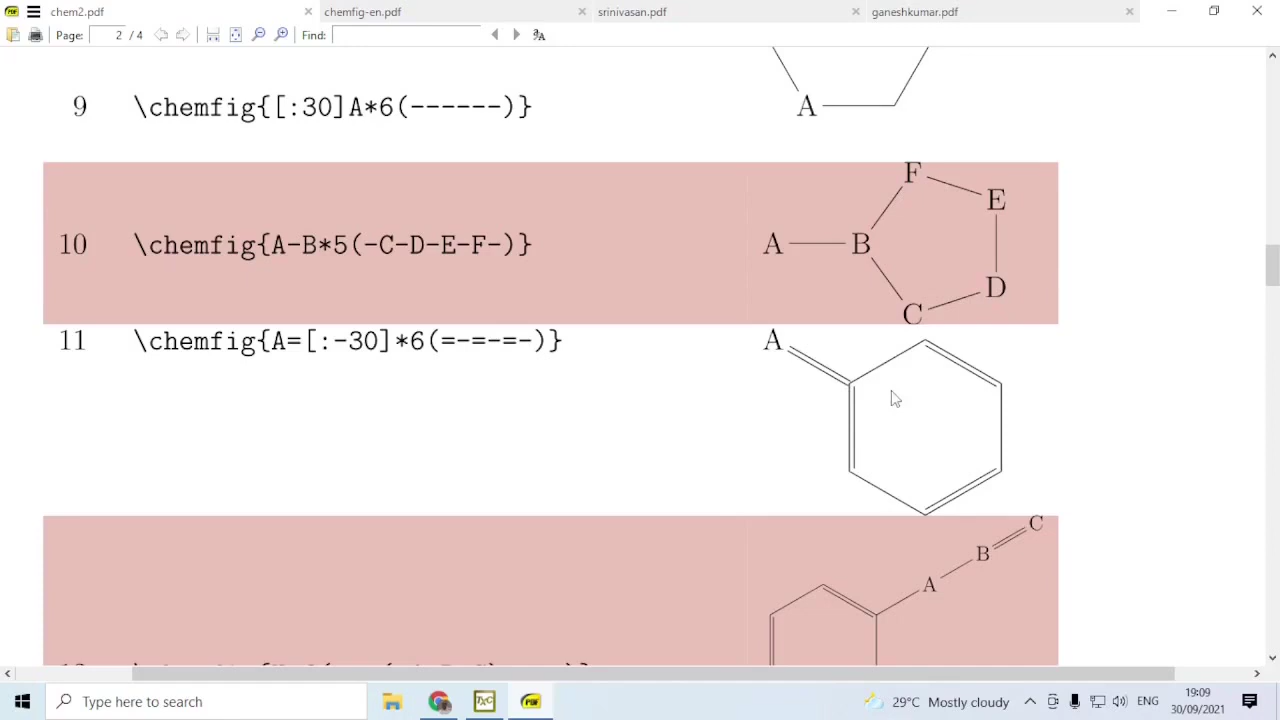 chem2.pdf
chemfig-en.pdf
srinivasan.pdf
ganeshkumar.pdf
Page: 2 / 4 Find:
9 \chemfig{[:30]A*6(------)}
A
10 \chemfig{A-B*5(-C-D-E-F-)}
F
E
A B
D
C
11 \chemfig{A=[:-30]*6(=-=-=-)}
A
C
B
A
Type here to search
29°C Mostly cloudy
ENG
19:09
30/09/2021